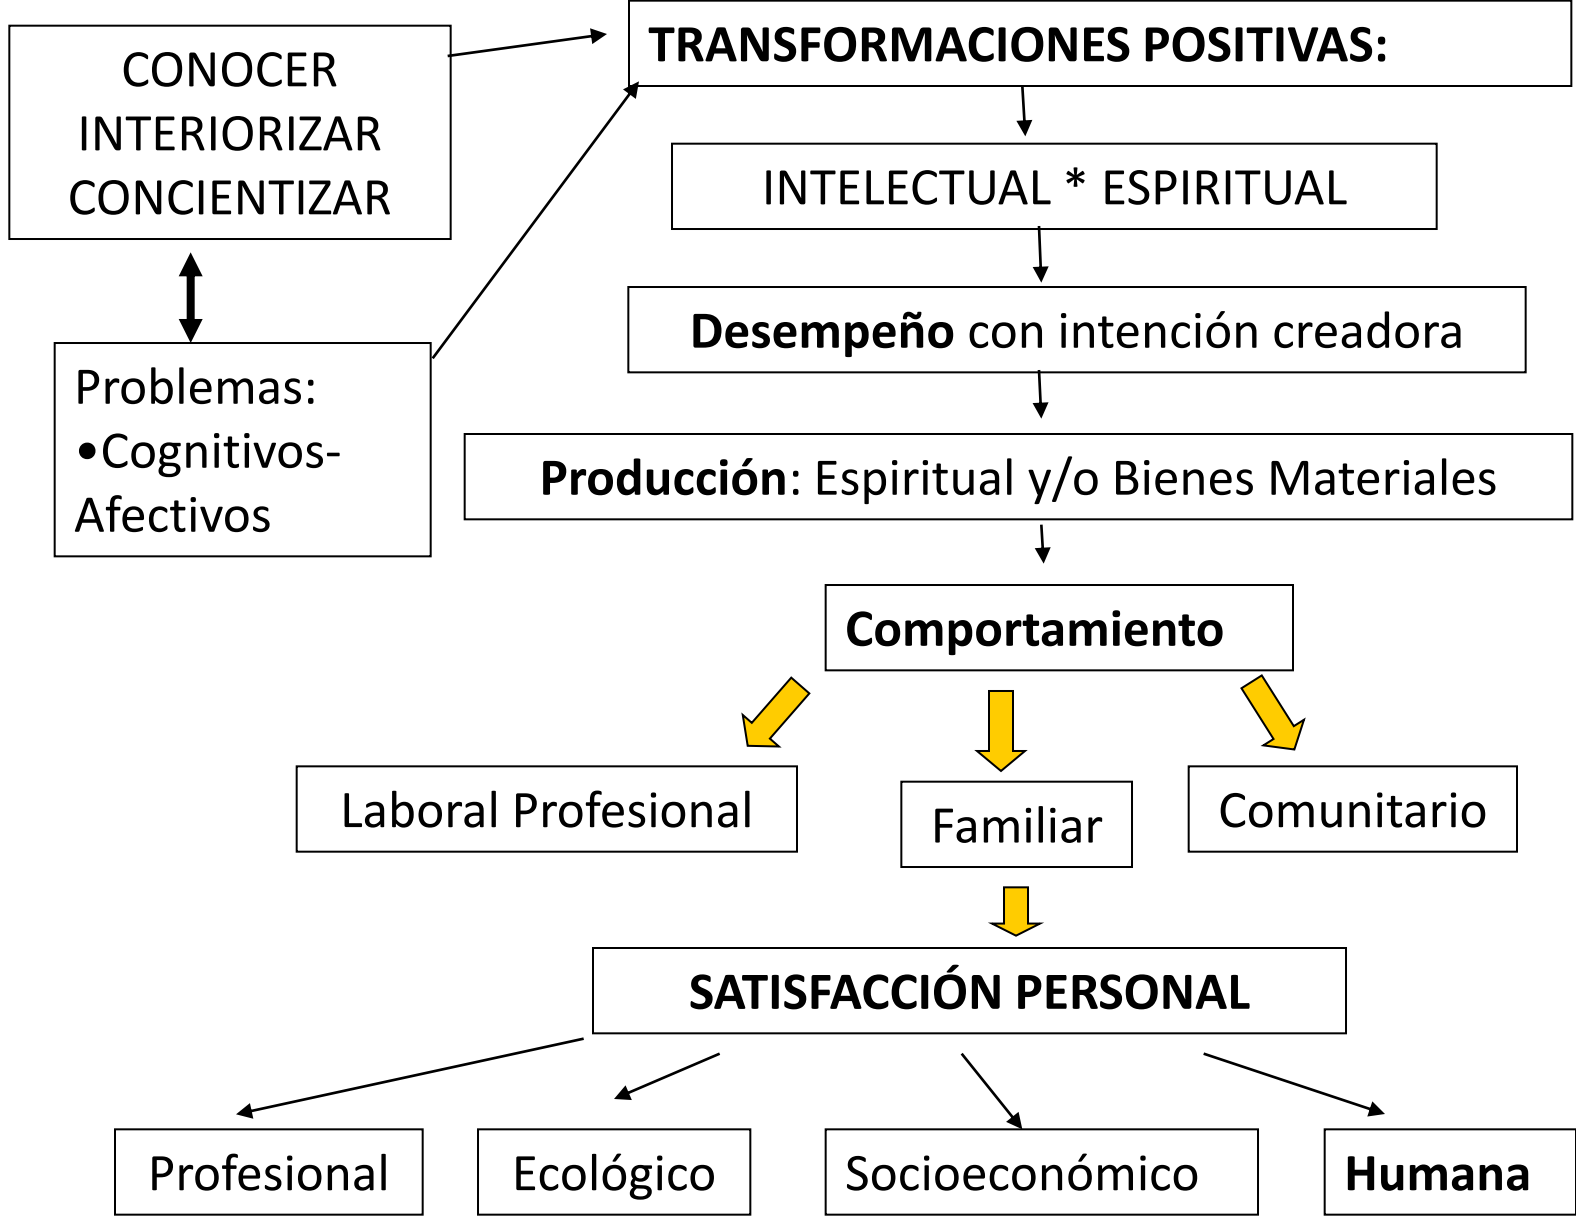 CONOCER
INTERIORIZAR
CONCIENTIZAR
Problemas:
•Cognitivos-
Afectivos
TRANSFORMACIONES POSITIVAS:
INTELECTUAL * ESPIRITUAL
Desempeño con intención creadora
Producción: Espiritual y/o Bienes Materiales
Comportamiento
Laboral Profesional
Familiar
Comunitario
SATISFACCIÓN PERSONAL
Profesional
Ecológico
Socioeconómico
Humana